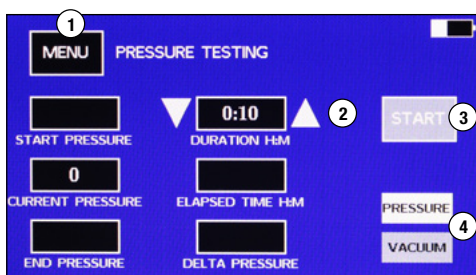 1
MENU PRESSURE TESTING
0:10 2 START 3
START PRESSURE DURATION H:M
0
CURRENT PRESSURE ELAPSED TIME H:M PRESSURE
4
VACUUM
END PRESSURE DELTA PRESSURE